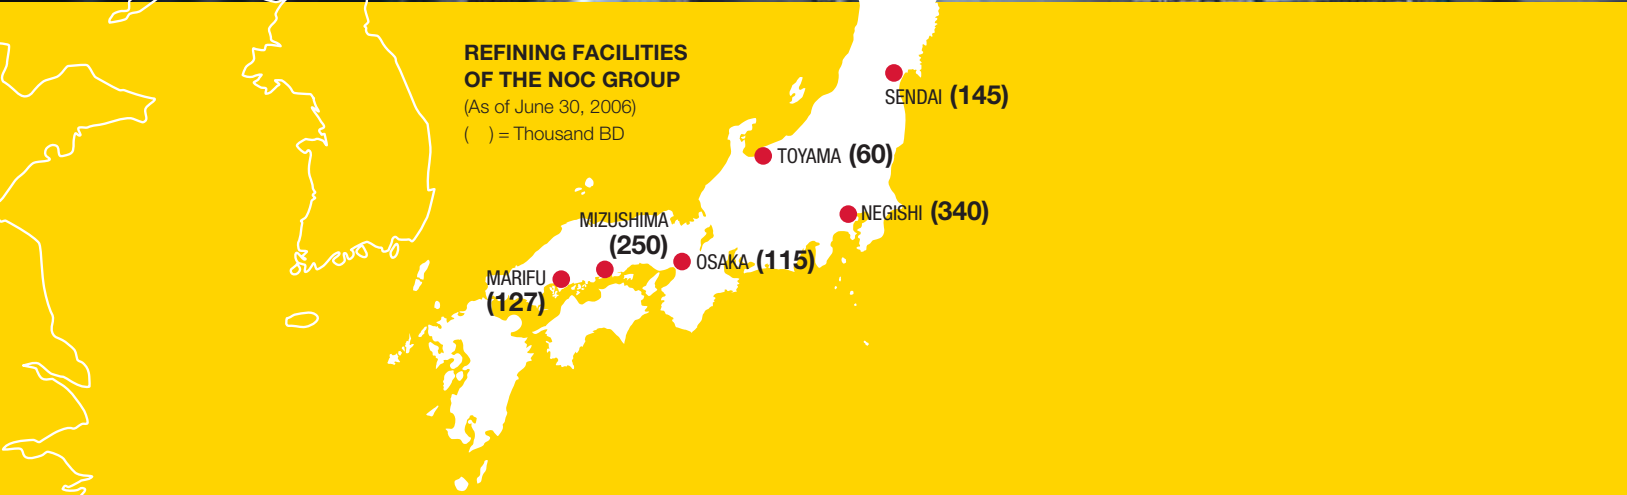 REFINING FACILITIES
OF THE NOC GROUP
(As of June 30, 2006)
(    ) = Thousand BD
SENDAI (145)
TOYAMA (60)
NEGISHI (340)
MIZUSHIMA
(250)
OSAKA (115)
MARIFU
(127)